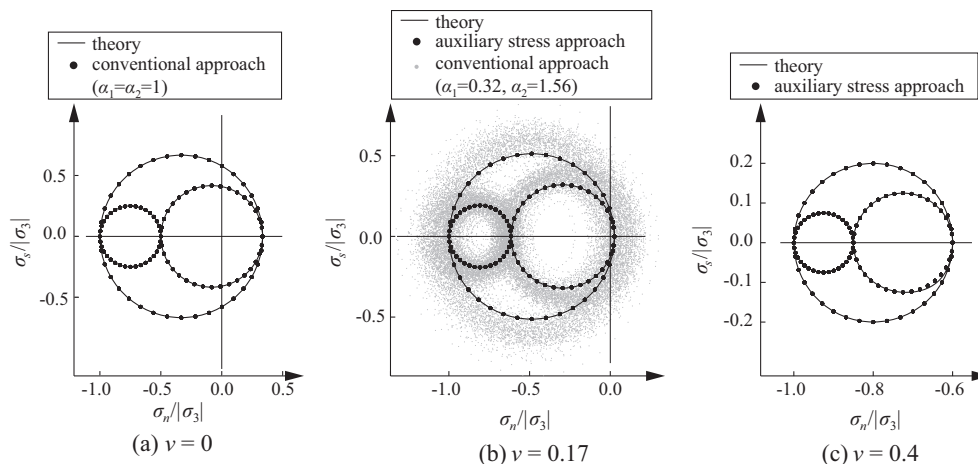 theory
conventional approach
(α₁=α₂=1)
0.5
0.0
-0.5
σₛ/|σ₃|
-1.0 -0.5 0.0 0.5
σₙ/|σ₃|
(a) ν = 0
theory
auxiliary stress approach
conventional approach
(α₁=0.32, α₂=1.56)
0.5
0.0
-0.5
σₛ/|σ₃|
-1.0 -0.5 0.0
σₙ/|σ₃|
(b) ν = 0.17
theory
auxiliary stress approach
0.2
0.1
0.0
-0.1
-0.2
σₛ/|σ₃|
-1.0 -0.8 -0.6
σₙ/|σ₃|
(c) ν = 0.4